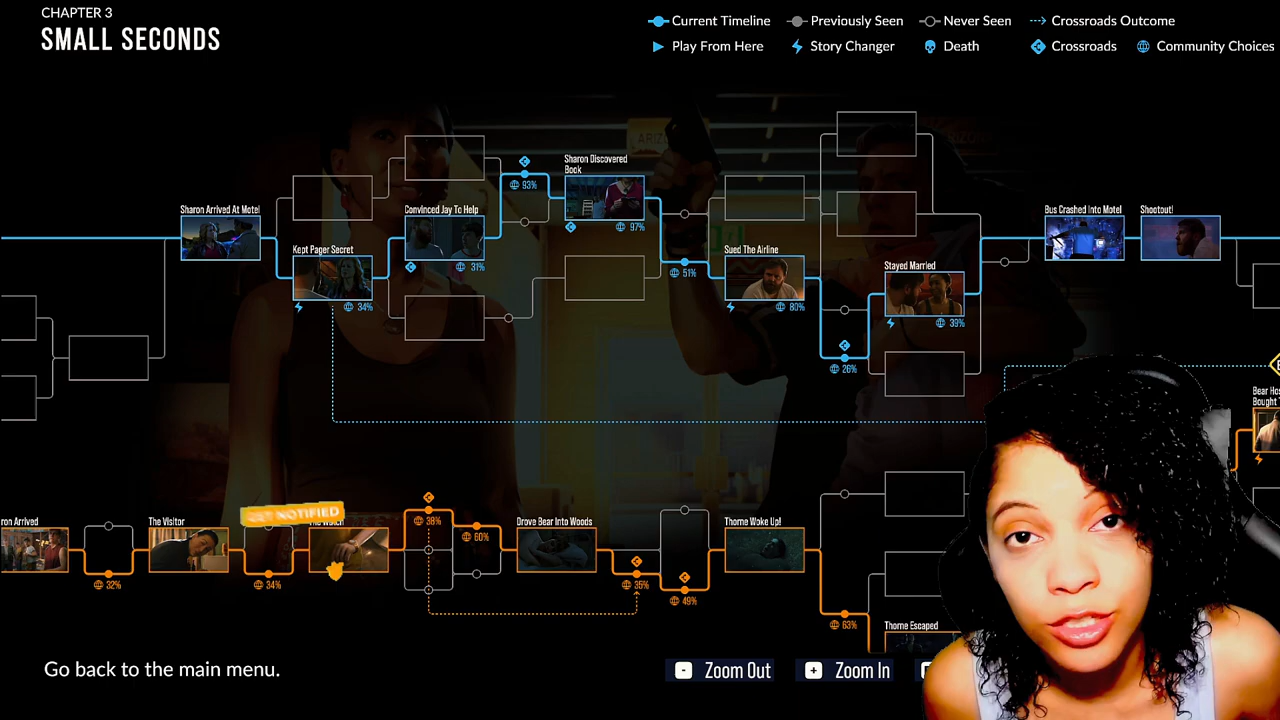 CHAPTER 3
SMALL SECONDS
Current Timeline
Previously Seen
Never Seen
Crossroads Outcome
Play From Here
Story Changer
Death
Crossroads
Community Choices
Sharon Arrived At Motel
Kept Paper Secret
34%
Convinced Jay To Help
31%
93%
Sharon Discovered
Book
97%
51%
Sued The Airline
80%
26%
Stayed Married
39%
Bus Crashed Into Motel
Shootout!
Arrived
32%
The Visitor
GET NOTIFIED
34%
38%
60%
Drove Bear Into Woods
35%
49%
Thorne Woke Up!
63%
Thorne Escaped
Bought
Go back to the main menu.
- Zoom Out
+ Zoom In